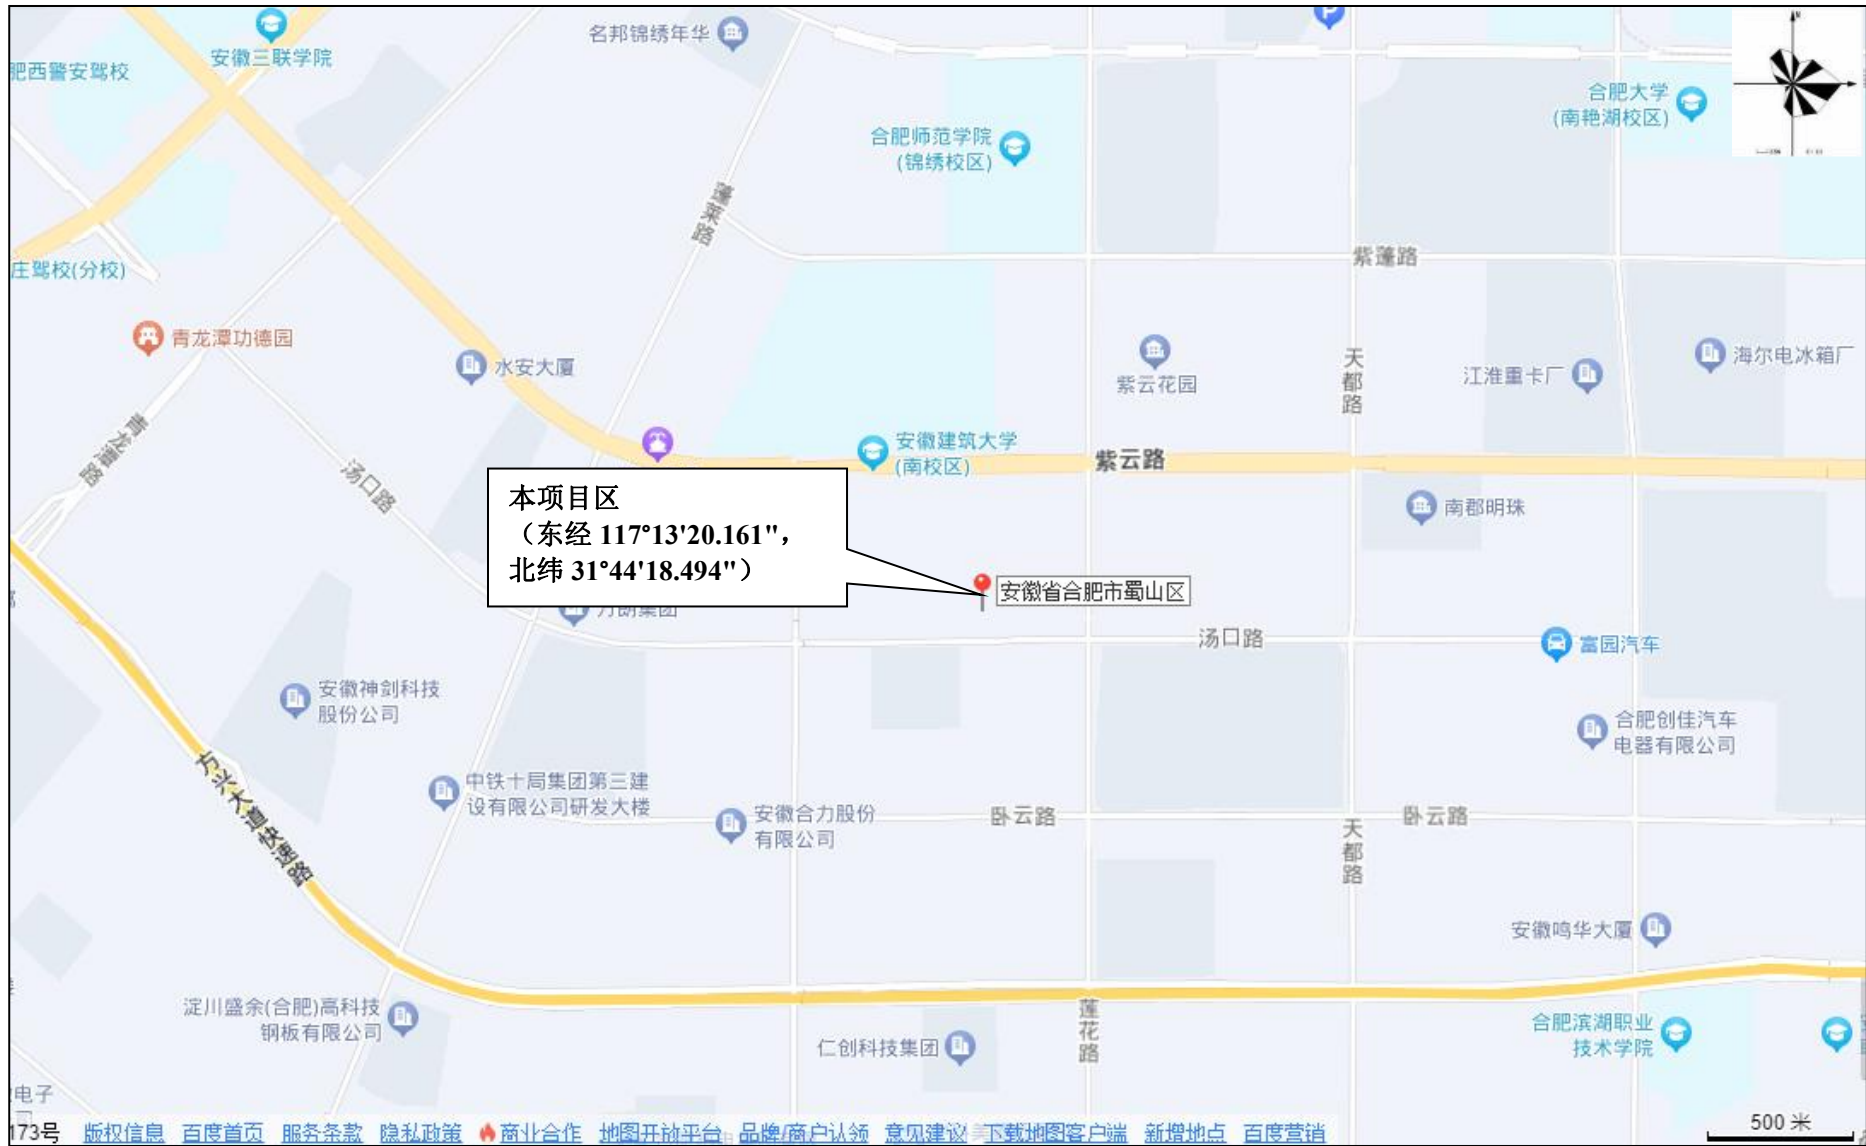 名邦锦绣年华
安徽三联学院
肥西警安驾校
合肥大学
(南艳湖校区)
合肥师范学院
(锦绣校区)
蓬莱路
紫蓬路
庄驾校(分校)
青龙潭功德园
水安大厦
紫云花园
天都路
江淮重卡厂
海尔电冰箱厂
青龙潭路
汤口路
安徽建筑大学
(南校区)
紫云路
南郡明珠
本项目区
（东经 117°13'20.161"，
北纬 31°44'18.494"）
安徽省合肥市蜀山区
汤口路
富园汽车
安徽神剑科技
股份公司
合肥创佳汽车
电器有限公司
方兴大道快速路
中铁十局集团第三建
设有限公司研发大楼
安徽合力股份
有限公司
卧云路
卧云路
天都路
安徽鸣华大厦
淀川盛余(合肥)高科技
钢板有限公司
仁创科技集团
莲花路
合肥滨湖职业
技术学院
电子
173号 版权信息 百度首页 服务条款 隐私政策 商业合作 地图开放平台 品牌/商户认领 意见建议 下载地图客户端 新增地点 百度营销
500 米